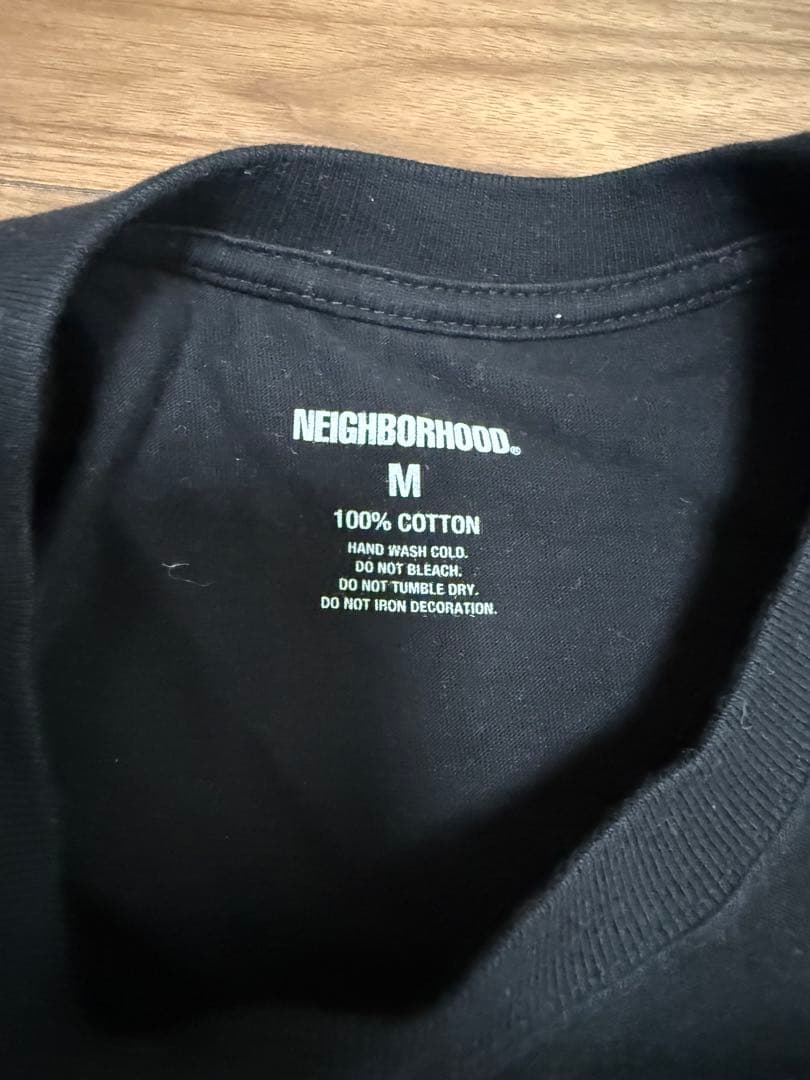 NEIGHBORHOOD®
M
100% COTTON
HAND WASH COLD.
DO NOT BLEACH.
DO NOT TUMBLE DRY.
DO NOT IRON DECORATION.